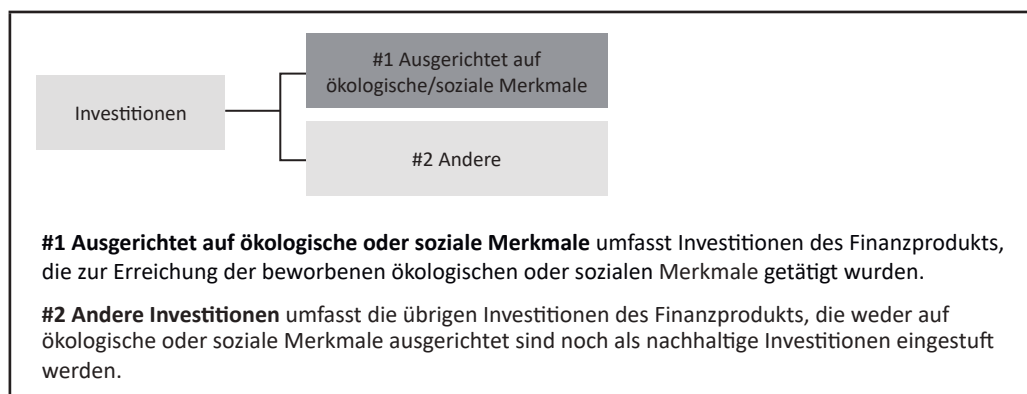 #1 Ausgerichtet auf
ökologische/soziale Merkmale
Investitionen
#2 Andere
#1 Ausgerichtet auf ökologische oder soziale Merkmale umfasst Investitionen des Finanzprodukts,
die zur Erreichung der beworbenen ökologischen oder sozialen Merkmale getätigt wurden.
#2 Andere Investitionen umfasst die übrigen Investitionen des Finanzprodukts, die weder auf
ökologische oder soziale Merkmale ausgerichtet sind noch als nachhaltige Investitionen eingestuft
werden.